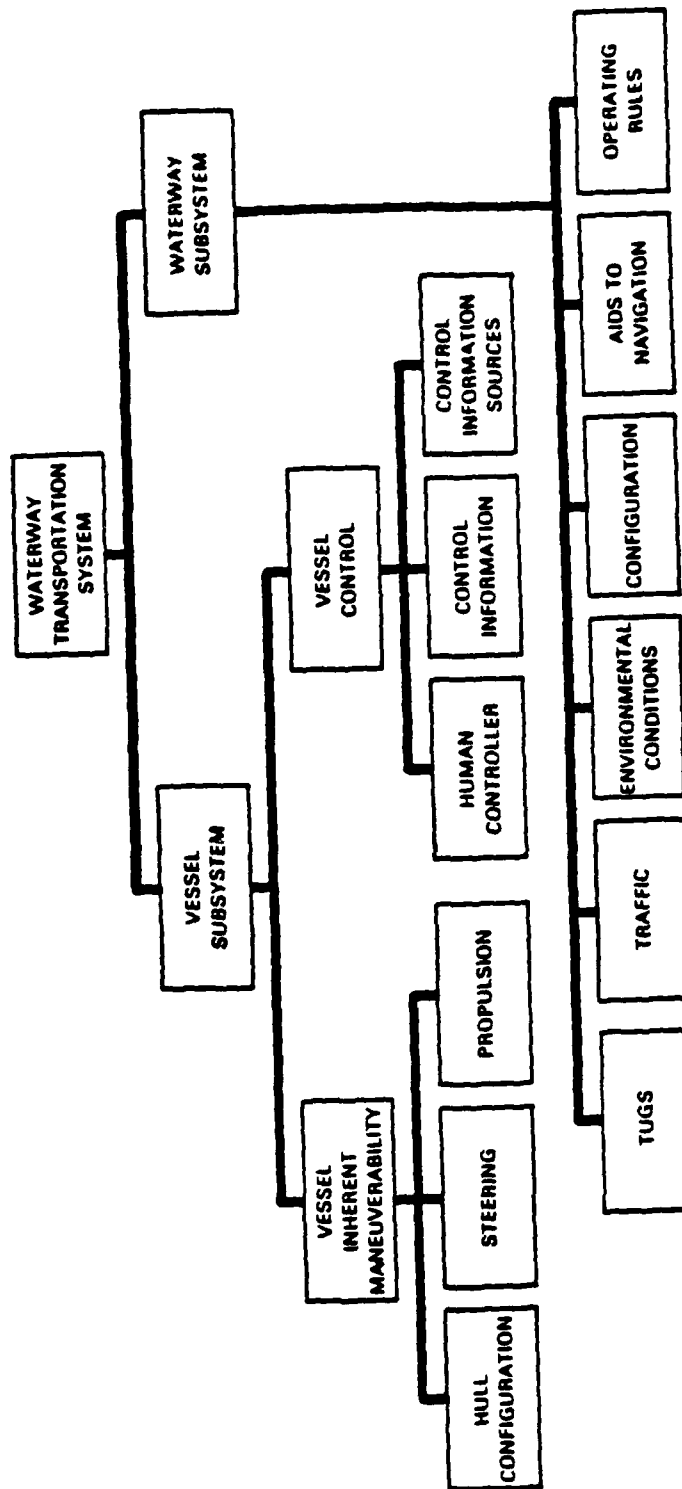 WATERWAY
TRANSPORTATION
SYSTEM
VESSEL
SUBSYSTEM
WATERWAY
SUBSYSTEM
VESSEL
INHERENT
MANEUVERABILITY
VESSEL
CONTROL
HULL
CONFIGURATION
STEERING
PROPULSION
HUMAN
CONTROLLER
CONTROL
INFORMATION
CONTROL
INFORMATION
SOURCES
TUGS
TRAFFIC
ENVIRONMENTAL
CONDITIONS
CONFIGURATION
AIDS TO
NAVIGATION
OPERATING
RULES